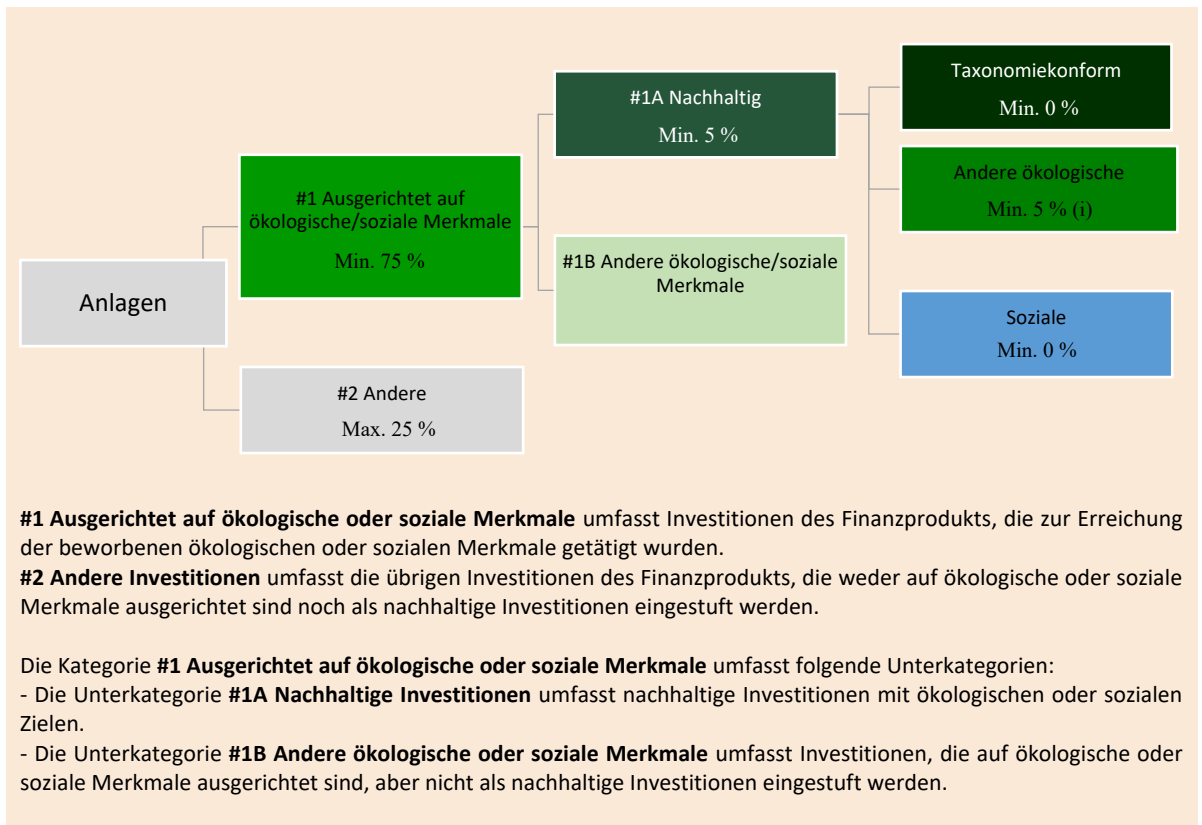 Anlagen
#1 Ausgerichtet auf
ökologische/soziale Merkmale
Min. 75 %
#2 Andere
Max. 25 %
#1A Nachhaltig
Min. 5 %
#1B Andere ökologische/soziale
Merkmale
Taxonomiekonform
Min. 0 %
Andere ökologische
Min. 5 % (i)
Soziale
Min. 0 %
#1 Ausgerichtet auf ökologische oder soziale Merkmale umfasst Investitionen des Finanzprodukts, die zur Erreichung
der beworbenen ökologischen oder sozialen Merkmale getätigt wurden.
#2 Andere Investitionen umfasst die übrigen Investitionen des Finanzprodukts, die weder auf ökologische oder soziale
Merkmale ausgerichtet sind noch als nachhaltige Investitionen eingestuft werden.
Die Kategorie #1 Ausgerichtet auf ökologische oder soziale Merkmale umfasst folgende Unterkategorien:
- Die Unterkategorie #1A Nachhaltige Investitionen umfasst nachhaltige Investitionen mit ökologischen oder sozialen
Zielen.
- Die Unterkategorie #1B Andere ökologische oder soziale Merkmale umfasst Investitionen, die auf ökologische oder
soziale Merkmale ausgerichtet sind, aber nicht als nachhaltige Investitionen eingestuft werden.